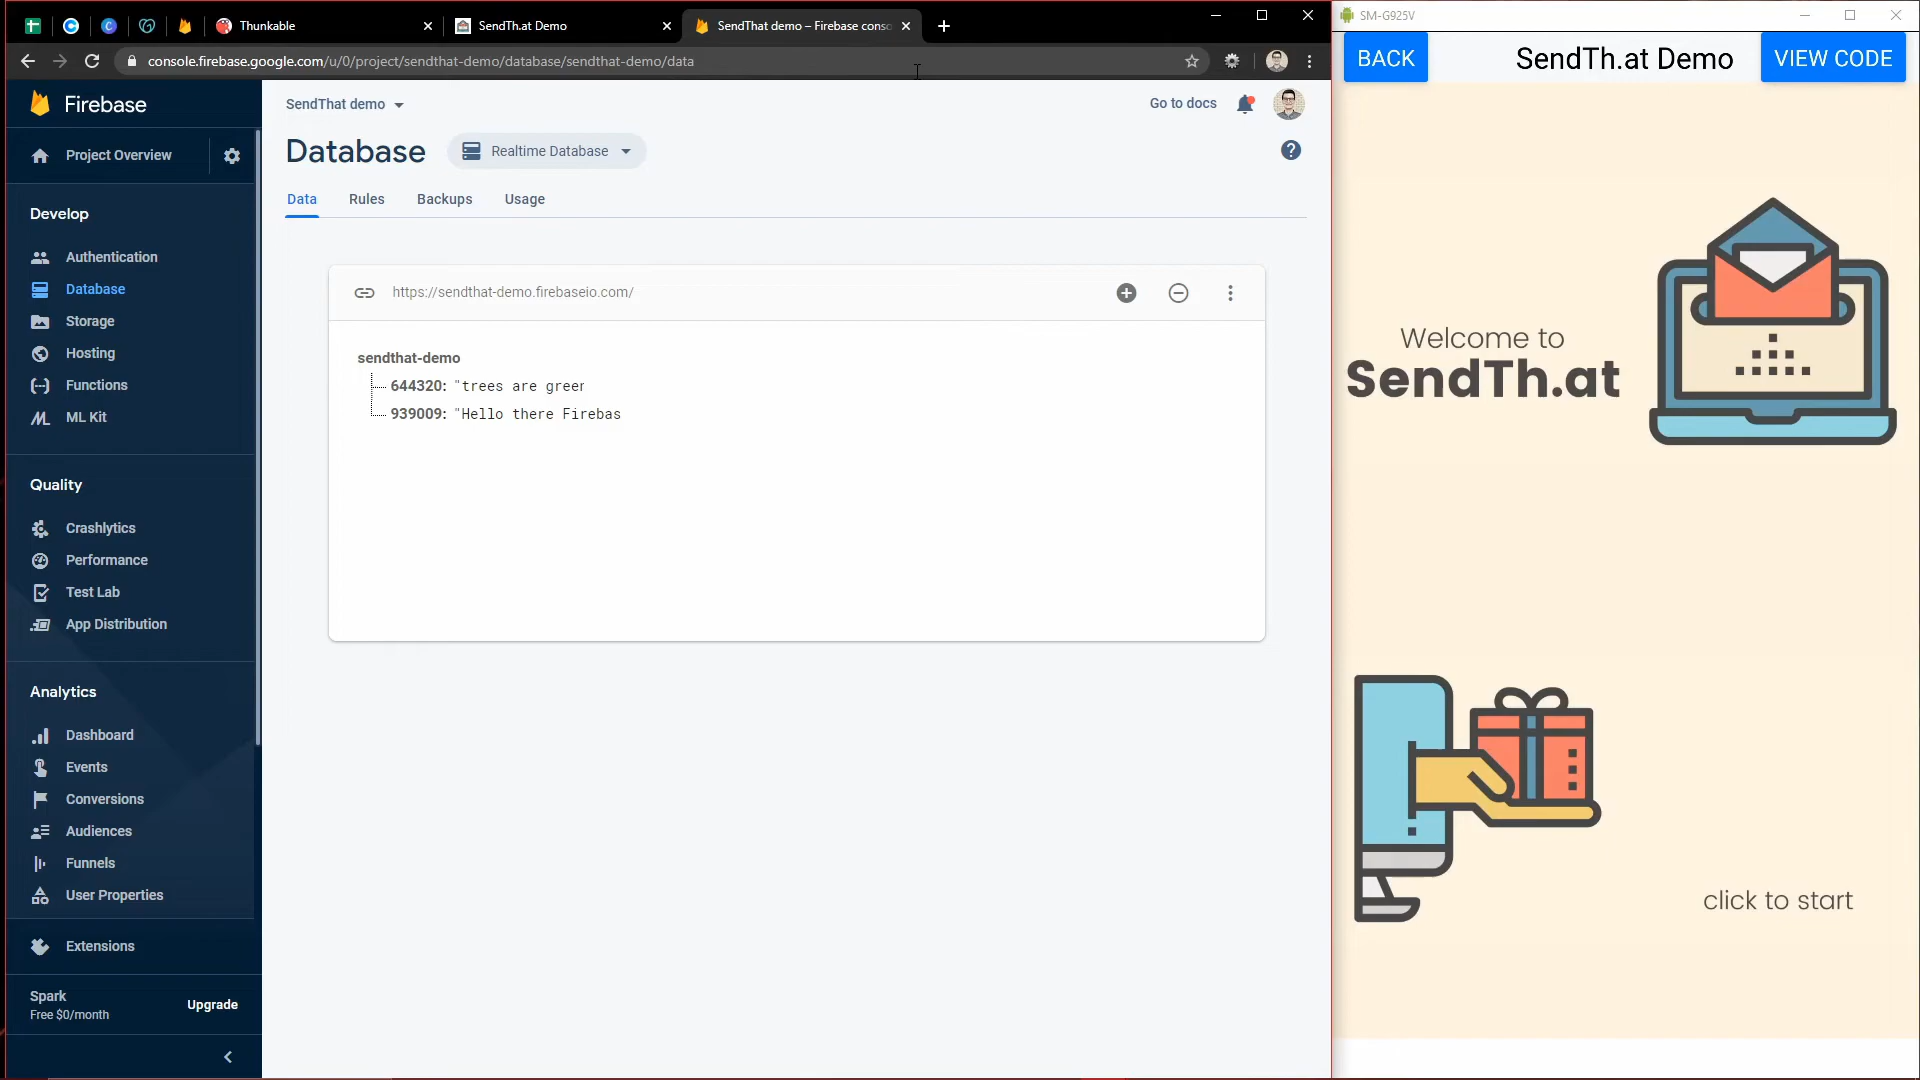 Thunkable
SendTh.at Demo
SendThat demo – Firebase conso
console.firebase.google.com/u/0/project/sendthat-demo/database/sendthat-demo/data
Firebase
Project Overview
Develop
Authentication
Database
Storage
Hosting
Functions
ML Kit
Quality
Crashlytics
Performance
Test Lab
App Distribution
Analytics
Dashboard
Events
Conversions
Audiences
Funnels
User Properties
Extensions
Spark
Free $0/month
Upgrade
SendThat demo
Go to docs
Database
Realtime Database
Data
Rules
Backups
Usage
https://sendthat-demo.firebaseio.com/
sendthat-demo
644320: "trees are green
939009: "Hello there Firebas
SM-G925V
BACK
SendTh.at Demo
VIEW CODE
Welcome to
SendTh.at
click to start